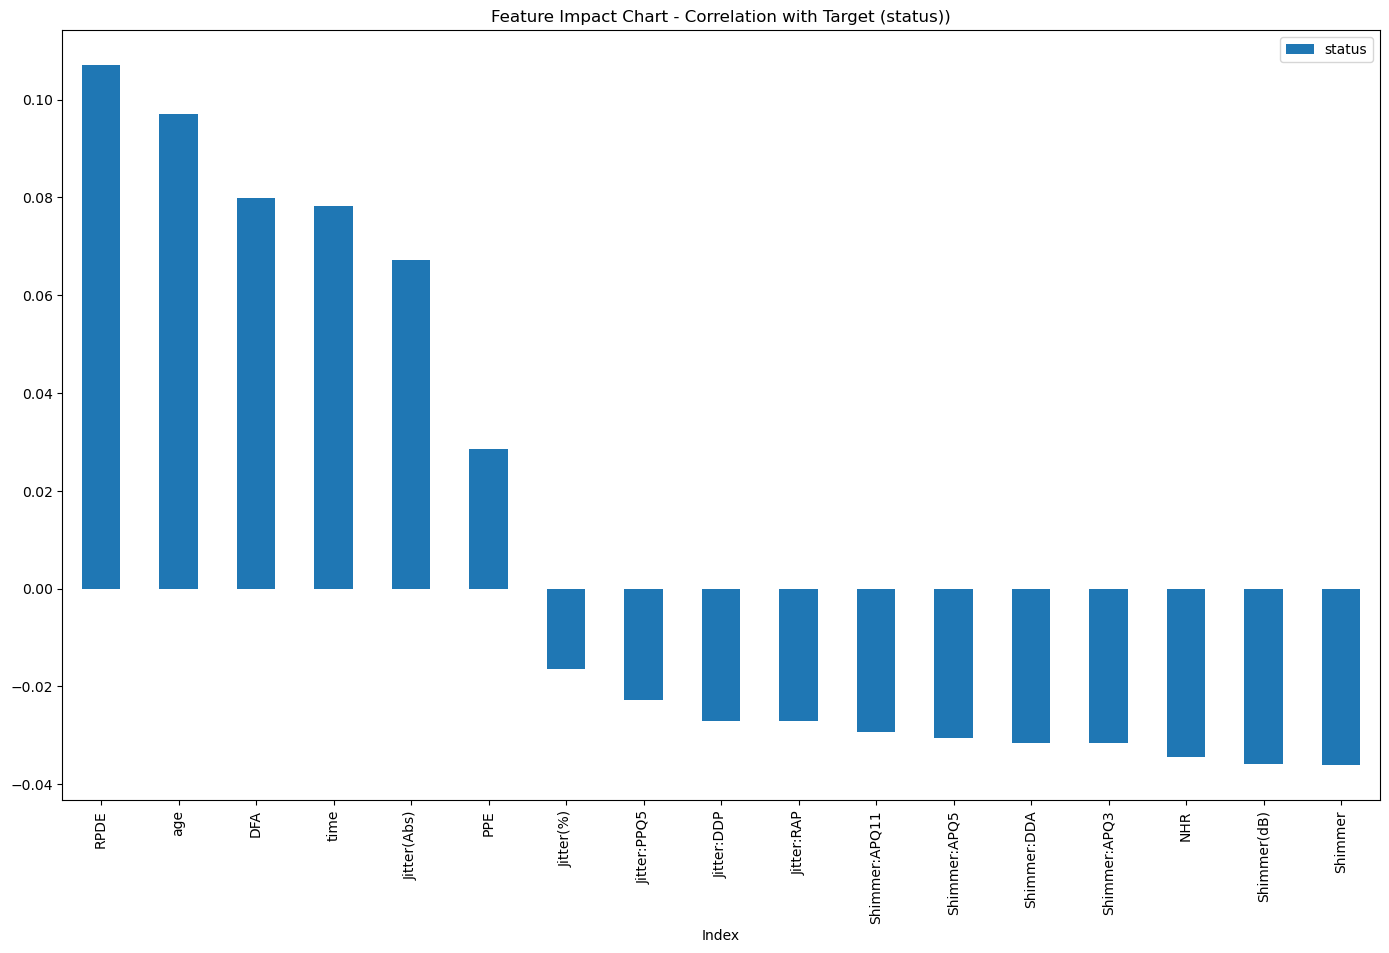 Feature Impact Chart - Correlation with Target (status))
status
0.10
0.08
0.06
0.04
0.02
0.00
−0.02
−0.04
RPDE
age
DFA
time
Jitter(Abs)
PPE
Jitter(%)
Jitter:PPQ5
Jitter:DDP
Jitter:RAP
Shimmer:APQ11
Shimmer:APQ5
Shimmer:DDA
Shimmer:APQ3
NHR
Shimmer(dB)
Shimmer
Index